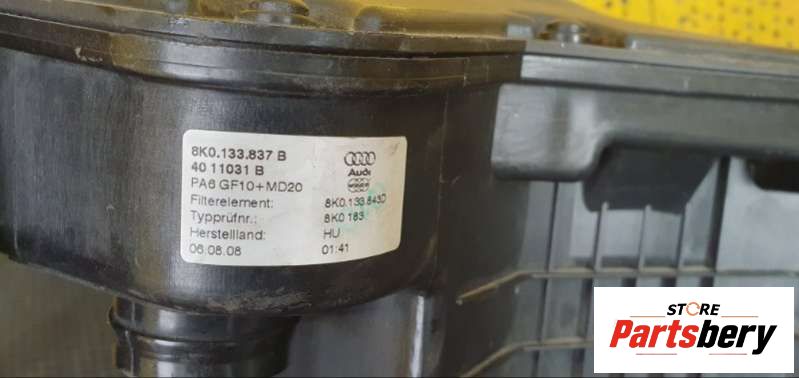 8K0.133.837 B
40 11031 B
PA6 GF10+MD20
Audi
Filterelement: 8K0.133.843D
Typprüfnr.: 8K0 183
Herstellland: HU
06.08.08 01:41
STORE
Partsbery